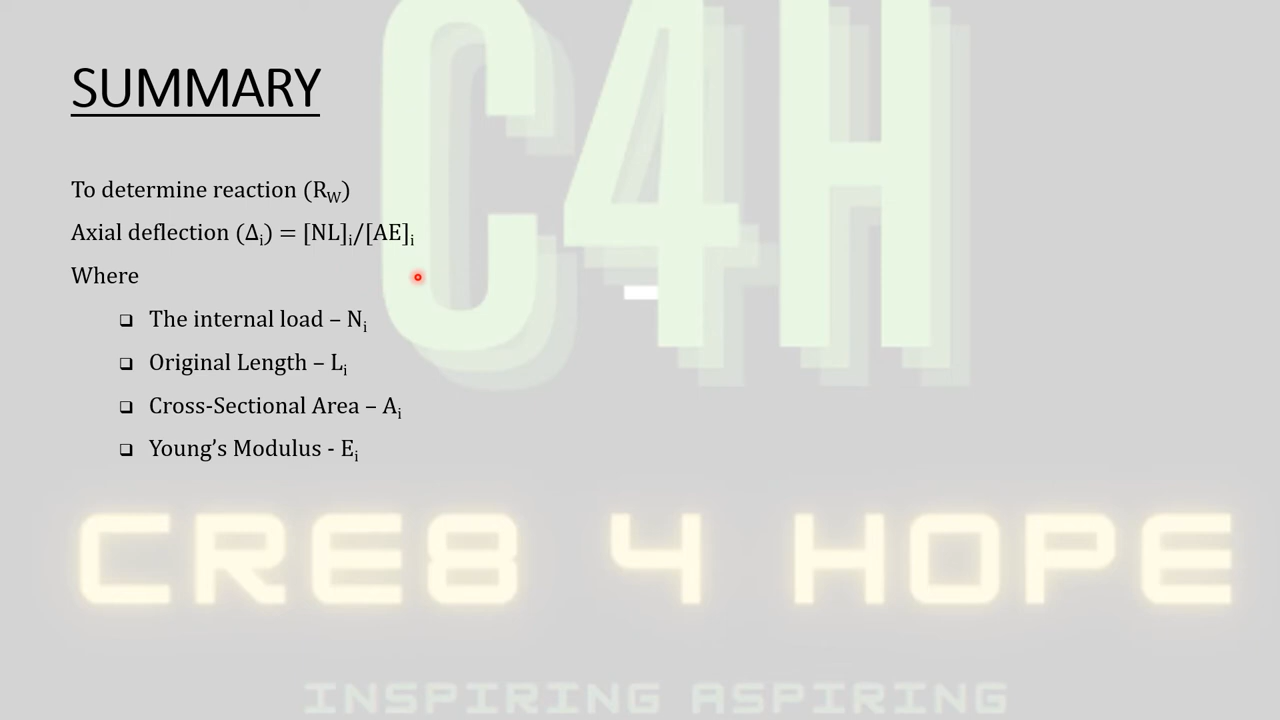 C4H
SUMMARY
To determine reaction (R_W)
Axial deflection (Δ_i) = [NL]_i/[AE]_i
Where
❑ The internal load – N_i
❑ Original Length – L_i
❑ Cross-Sectional Area – A_i
❑ Young’s Modulus - E_i
CRE8 4 HOPE
INSPIRING ASPIRING